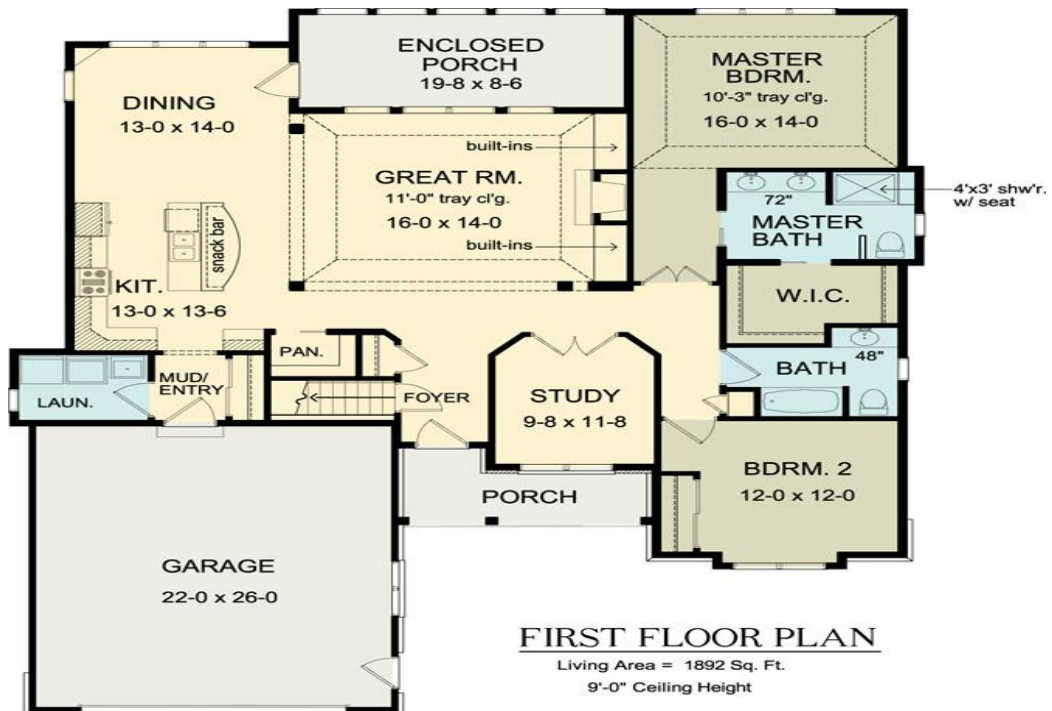 ENCLOSED
PORCH
19-8 x 8-6
MASTER
BDRM.
10'-3" tray cl'g.
16-0 x 14-0
DINING
13-0 x 14-0
built-ins
GREAT RM.
11'-0" tray cl'g.
16-0 x 14-0
built-ins
4'x3' shw'r.
w/ seat
72"
MASTER
BATH
snack bar
KIT.
13-0 x 13-6
W.I.C.
PAN.
BATH
48"
LAUN.
MUD/
ENTRY
FOYER
STUDY
9-8 x 11-8
BDRM. 2
12-0 x 12-0
PORCH
GARAGE
22-0 x 26-0
FIRST FLOOR PLAN
Living Area = 1892 Sq. Ft.
9'-0" Ceiling Height